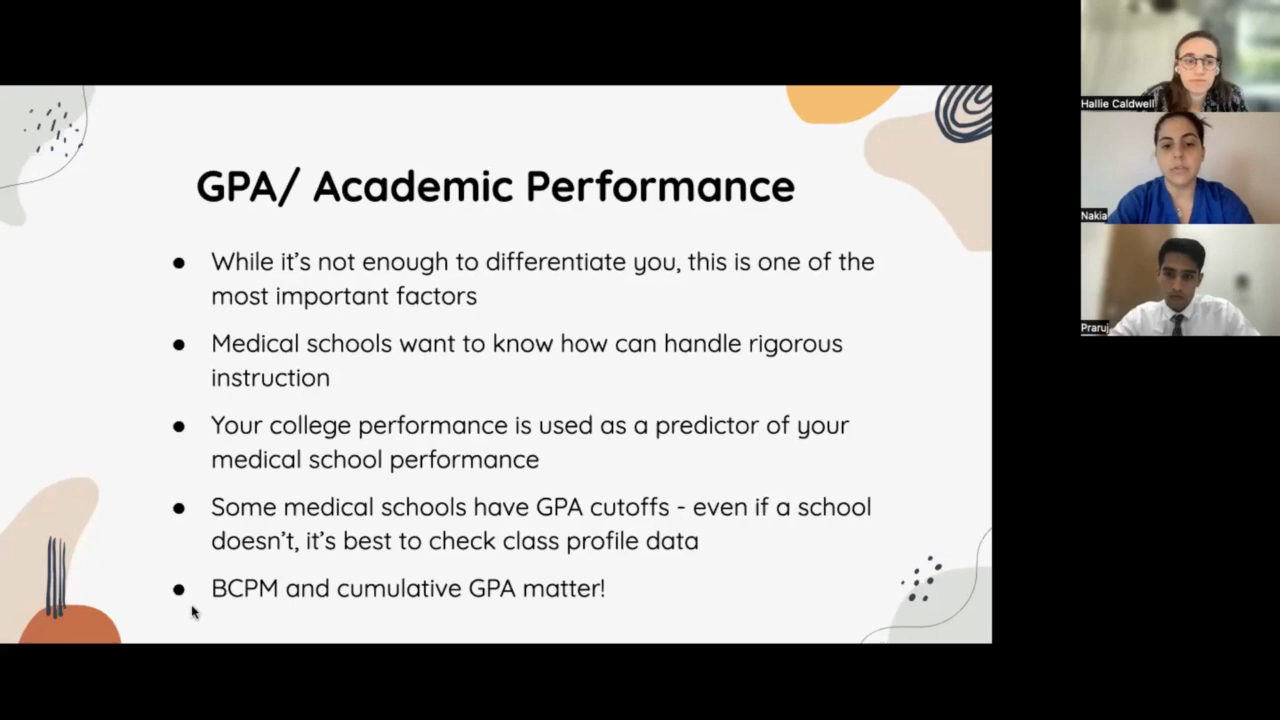 GPA/ Academic Performance
● While it's not enough to differentiate you, this is one of the
most important factors
● Medical schools want to know how can handle rigorous
instruction
● Your college performance is used as a predictor of your
medical school performance
● Some medical schools have GPA cutoffs - even if a school
doesn't, it's best to check class profile data
● BCPM and cumulative GPA matter!
Hallie Caldwell
Nakia
Praruj